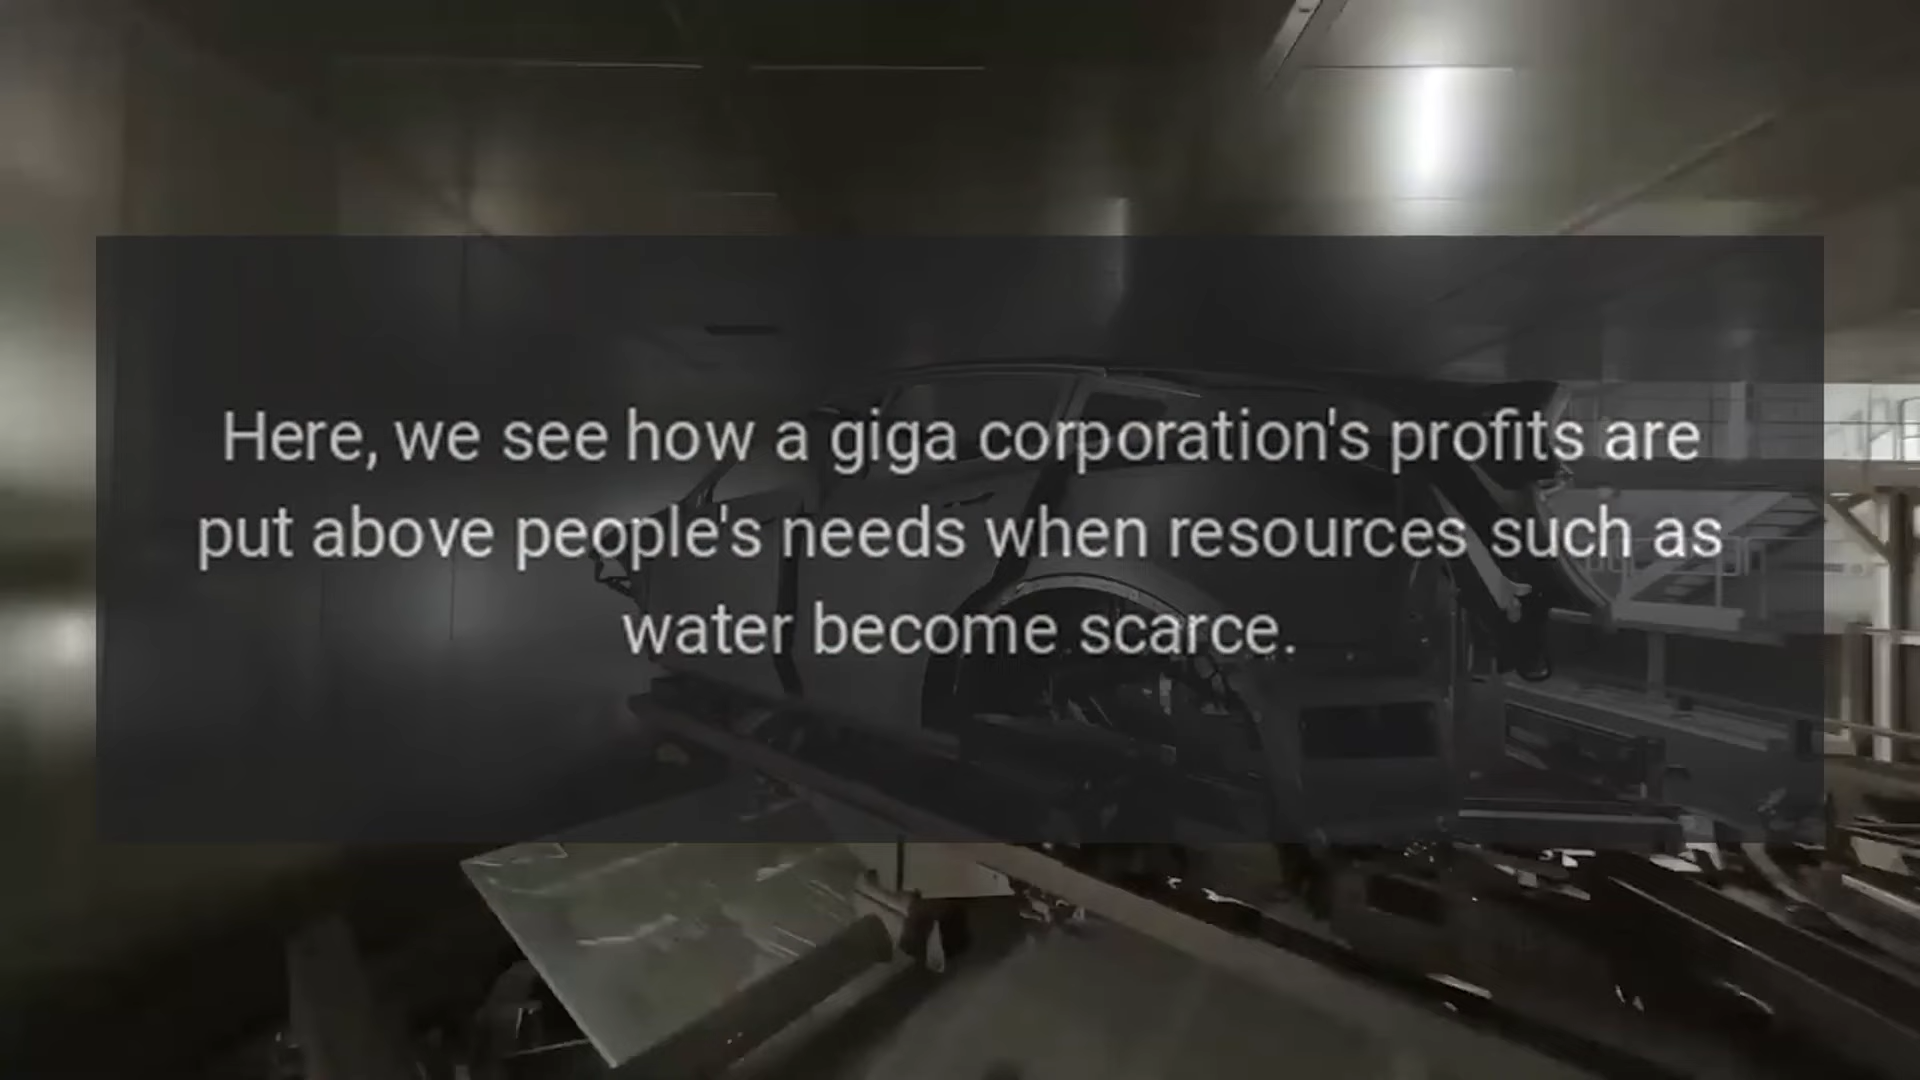 Here, we see how a giga corporation's profits are
put above people's needs when resources such as
water become scarce.